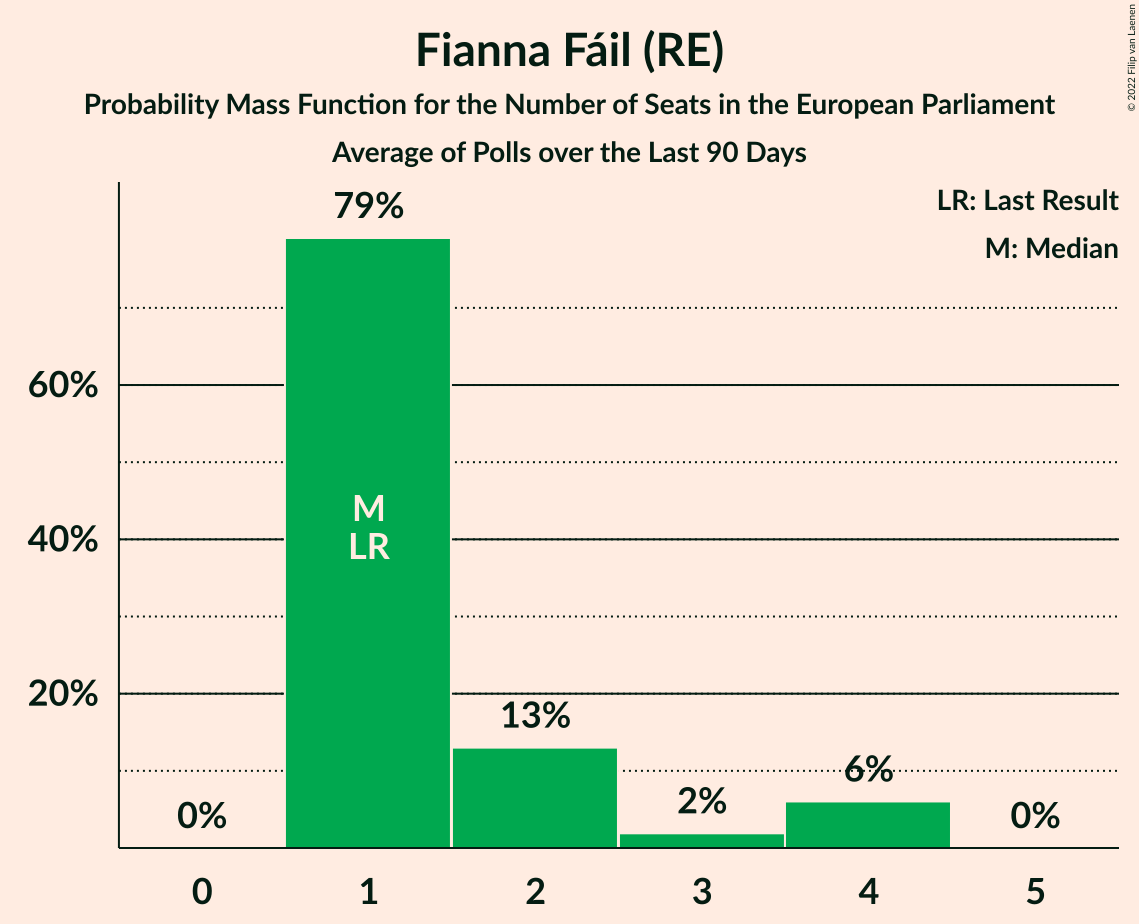 Fianna Fáil (RE)
Probability Mass Function for the Number of Seats in the European Parliament
Average of Polls over the Last 90 Days
© 2022 Filip van Laenen
LR: Last Result
M: Median
79%
60%
M
40%
LR
20%
13%
6%
2%
0%
0%
0 1 2 3 4 5